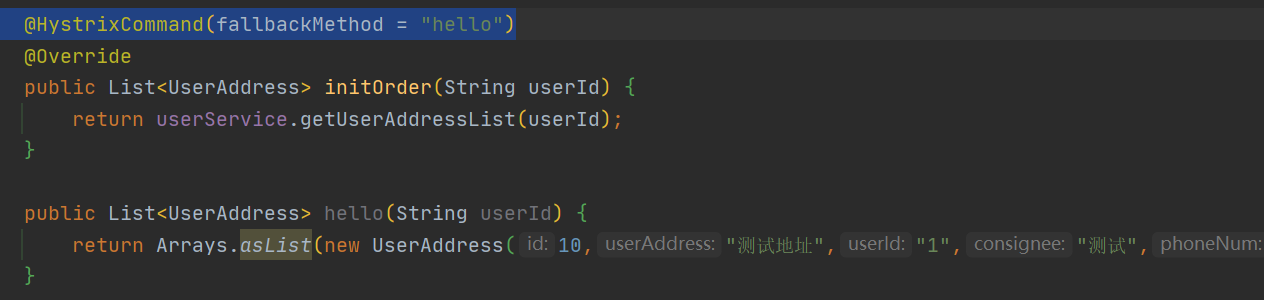 @HystrixCommand(fallbackMethod = "hello")
@Override
public List<UserAddress> initOrder(String userId) {
    return userService.getUserAddressList(userId);
}
public List<UserAddress> hello(String userId) {
    return Arrays.asList(new UserAddress( id: 10, userAddress: "测试地址", userId: "1", consignee: "测试", phoneNum:
}